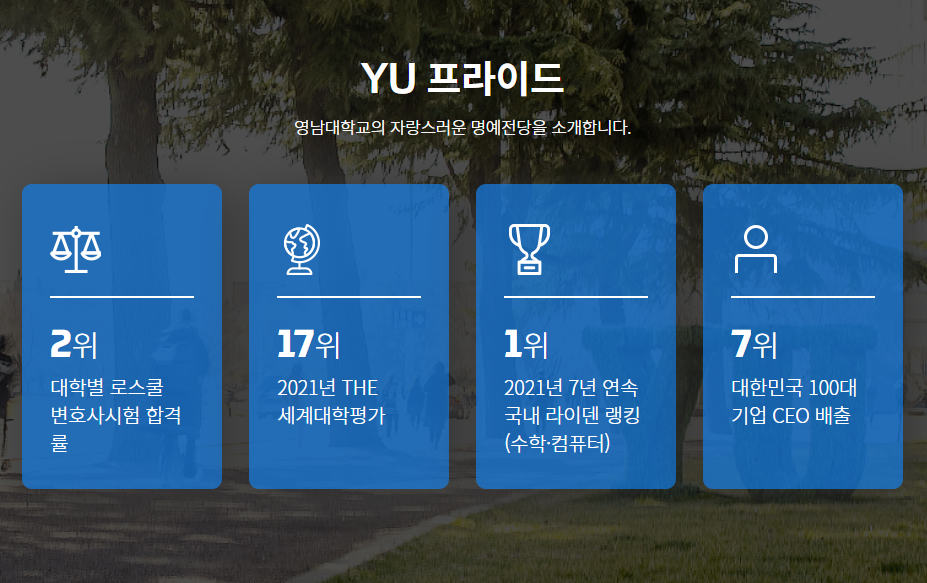 YU 프라이드
영남대학교의 자랑스러운 명예전당을 소개합니다.
2위
대학별 로스쿨
변호사시험 합격
률
17위
2021년 THE
세계대학평가
1위
2021년 7년 연속
국내 라이덴 랭킹
(수학·컴퓨터)
7위
대한민국 100대
기업 CEO 배출